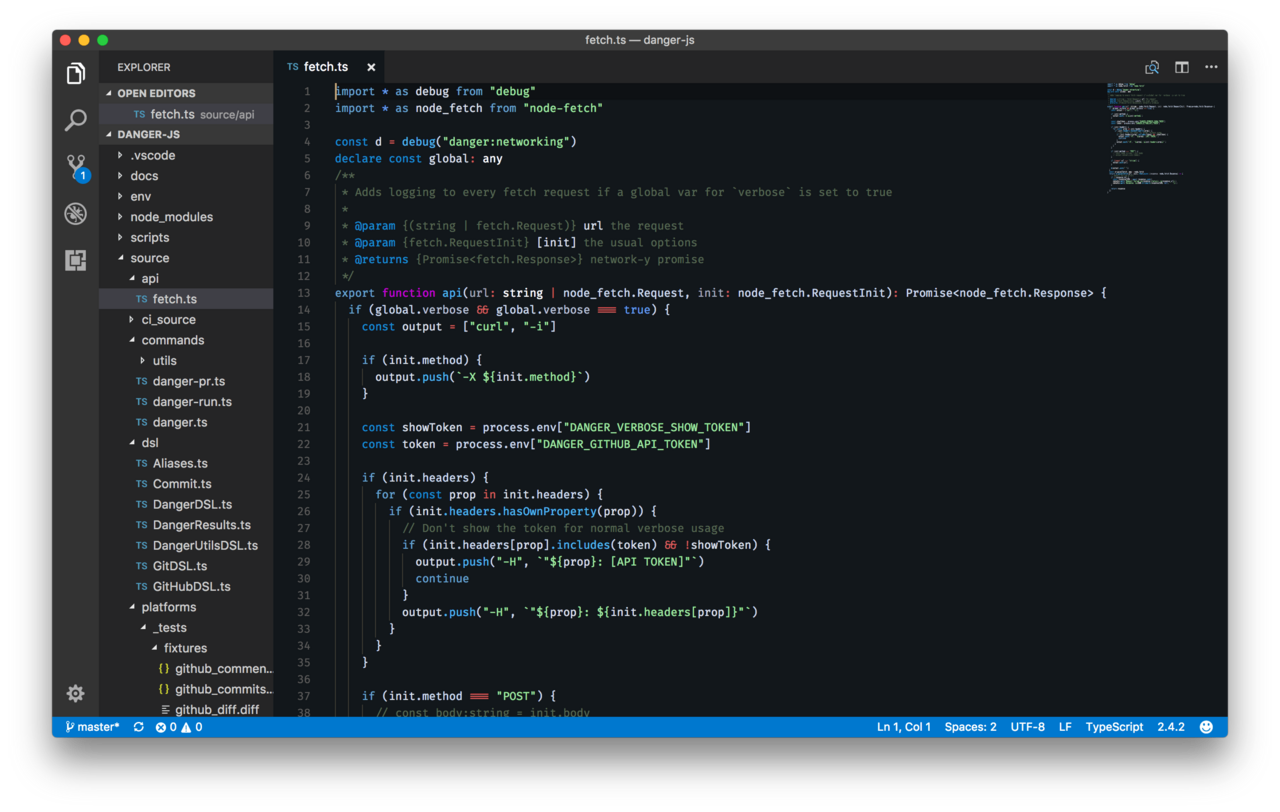 fetch.ts — danger-js
EXPLORER
OPEN EDITORS
TS fetch.ts source/api
DANGER-JS
.vscode
docs
env
node_modules
scripts
source
api
TS fetch.ts
ci_source
commands
utils
TS danger-pr.ts
TS danger-run.ts
TS danger.ts
dsl
TS Aliases.ts
TS Commit.ts
TS DangerDSL.ts
TS DangerResults.ts
TS DangerUtilsDSL.ts
TS GitDSL.ts
TS GitHubDSL.ts
platforms
_tests
fixtures
{} github_commen...
{} github_commits...
github_diff.diff
1
TS fetch.ts ×
1 import * as debug from "debug"
2 import * as node_fetch from "node-fetch"
3
4 const d = debug("danger:networking")
5 declare const global: any
6 /**
7 * Adds logging to every fetch request if a global var for `verbose` is set to true
8 *
9 * @param {(string | fetch.Request)} url the request
10 * @param {fetch.RequestInit} [init] the usual options
11 * @returns {Promise<fetch.Response>} network-y promise
12 */
13 export function api(url: string | node_fetch.Request, init: node_fetch.RequestInit): Promise<node_fetch.Response> {
14 if (global.verbose && global.verbose === true) {
15 const output = ["curl", "-i"]
16
17 if (init.method) {
18 output.push(`-X ${init.method}`)
19 }
20
21 const showToken = process.env["DANGER_VERBOSE_SHOW_TOKEN"]
22 const token = process.env["DANGER_GITHUB_API_TOKEN"]
23
24 if (init.headers) {
25 for (const prop in init.headers) {
26 if (init.headers.hasOwnProperty(prop)) {
27 // Don't show the token for normal verbose usage
28 if (init.headers[prop].includes(token) && !showToken) {
29 output.push("-H", `"${prop}: [API TOKEN]"`)
30 continue
31 }
32 output.push("-H", `"${prop}: ${init.headers[prop]}"`)
33 }
34 }
35 }
36
37 if (init.method === "POST") {
38 // const body:string = init.body
master* 0 0
Ln 1, Col 1 Spaces: 2 UTF-8 LF TypeScript 2.4.2